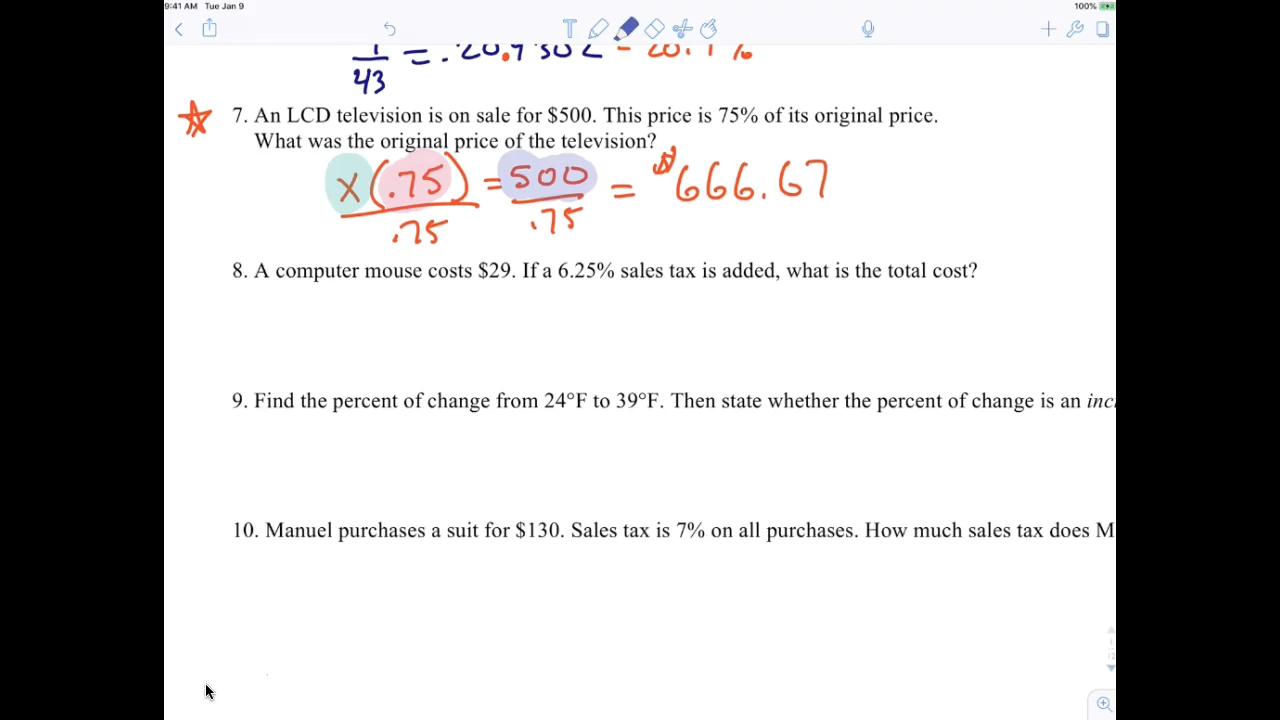 9:41 AM Tue Jan 9 100%
43
7. An LCD television is on sale for $500. This price is 75% of its original price.
What was the original price of the television?
x (.75) = 500 = $666.67
.75 .75
8. A computer mouse costs $29. If a 6.25% sales tax is added, what is the total cost?
9. Find the percent of change from 24°F to 39°F. Then state whether the percent of change is an inc
10. Manuel purchases a suit for $130. Sales tax is 7% on all purchases. How much sales tax does M